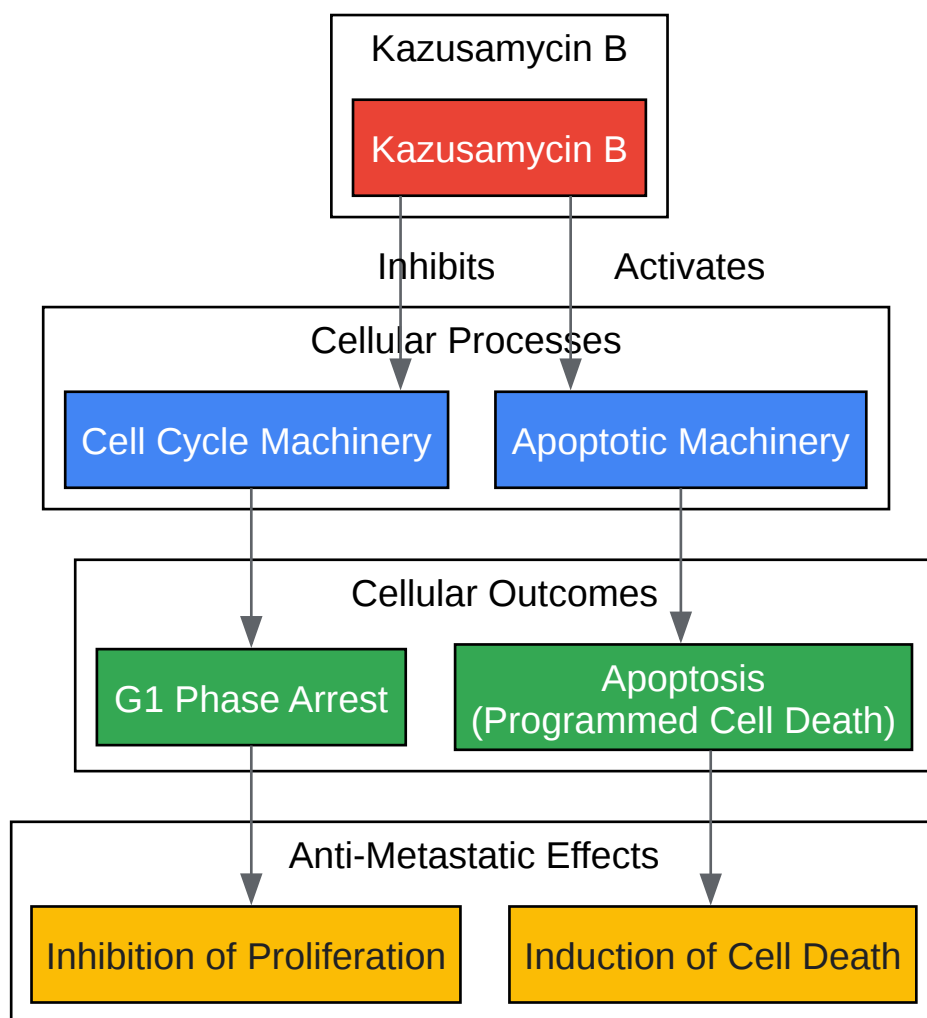 Kazusamycin B
Kazusamycin B
Inhibits
Activates
Cellular Processes
Cell Cycle Machinery
Apoptotic Machinery
Cellular Outcomes
G1 Phase Arrest
Apoptosis
(Programmed Cell Death)
Anti-Metastatic Effects
Inhibition of Proliferation
Induction of Cell Death